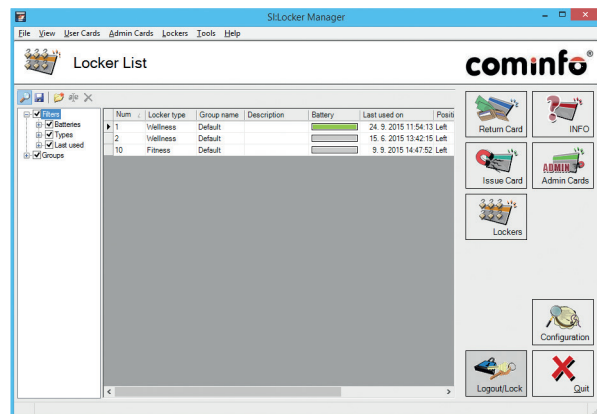 SI:Locker Manager
File View User Cards Admin Cards Lockers Tools Help
Locker List
cominfo®
Filters
Batteries
Types
Last used
Groups
Num Locker type Group name Description Battery Last used on Positi
1 Wellness Default 24. 9. 2015 11:54:13 Left
2 Wellness Default 15. 6. 2015 13:42:15 Left
10 Fitness Default 9. 9. 2015 14:47:52 Left
Return Card
INFO
Issue Card
ADMIN
Admin Cards
Lockers
Configuration
Logout/Lock
Quit